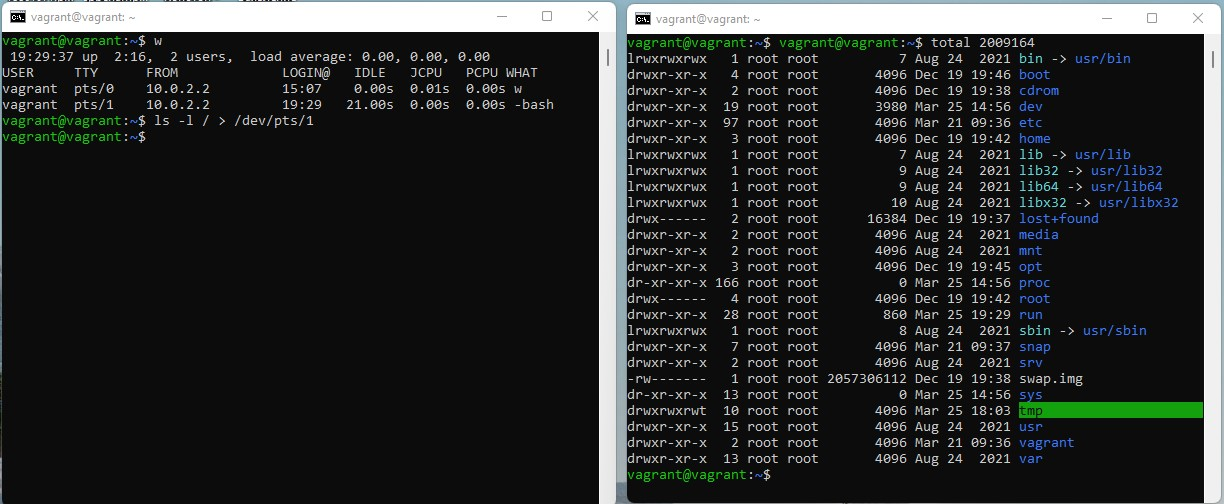 vagrant@vagrant: ~
vagrant@vagrant:~$ w
 19:29:37 up  2:16,  2 users,  load average: 0.00, 0.00, 0.00
USER     TTY      FROM             LOGIN@   IDLE   JCPU   PCPU WHAT
vagrant  pts/0    10.0.2.2         15:07    0.00s  0.01s  0.00s w
vagrant  pts/1    10.0.2.2         19:29   21.00s  0.00s  0.00s -bash
vagrant@vagrant:~$ ls -l / > /dev/pts/1
vagrant@vagrant:~$
vagrant@vagrant: ~
vagrant@vagrant:~$ vagrant@vagrant:~$ total 2009164
lrwxrwxrwx   1 root root          7 Aug 24  2021 bin -> usr/bin
drwxr-xr-x   4 root root       4096 Dec 19 19:46 boot
drwxr-xr-x   2 root root       4096 Dec 19 19:38 cdrom
drwxr-xr-x  19 root root       3980 Mar 25 14:56 dev
drwxr-xr-x  97 root root       4096 Mar 21 09:36 etc
drwxr-xr-x   3 root root       4096 Dec 19 19:42 home
lrwxrwxrwx   1 root root          7 Aug 24  2021 lib -> usr/lib
lrwxrwxrwx   1 root root          9 Aug 24  2021 lib32 -> usr/lib32
lrwxrwxrwx   1 root root          9 Aug 24  2021 lib64 -> usr/lib64
lrwxrwxrwx   1 root root         10 Aug 24  2021 libx32 -> usr/libx32
drwx------   2 root root      16384 Dec 19 19:37 lost+found
drwxr-xr-x   2 root root       4096 Aug 24  2021 media
drwxr-xr-x   2 root root       4096 Aug 24  2021 mnt
drwxr-xr-x   3 root root       4096 Dec 19 19:45 opt
dr-xr-xr-x 166 root root          0 Mar 25 14:56 proc
drwx------   4 root root       4096 Dec 19 19:42 root
drwxr-xr-x  28 root root        860 Mar 25 19:29 run
lrwxrwxrwx   1 root root          8 Aug 24  2021 sbin -> usr/sbin
drwxr-xr-x   7 root root       4096 Mar 21 09:37 snap
drwxr-xr-x   2 root root       4096 Aug 24  2021 srv
-rw-------   1 root root 2057306112 Dec 19 19:38 swap.img
dr-xr-xr-x  13 root root          0 Mar 25 14:56 sys
drwxrwxrwt  10 root root       4096 Mar 25 18:03 tmp
drwxr-xr-x  15 root root       4096 Aug 24  2021 usr
drwxr-xr-x   2 root root       4096 Mar 21 09:36 vagrant
drwxr-xr-x  13 root root       4096 Aug 24  2021 var
vagrant@vagrant:~$